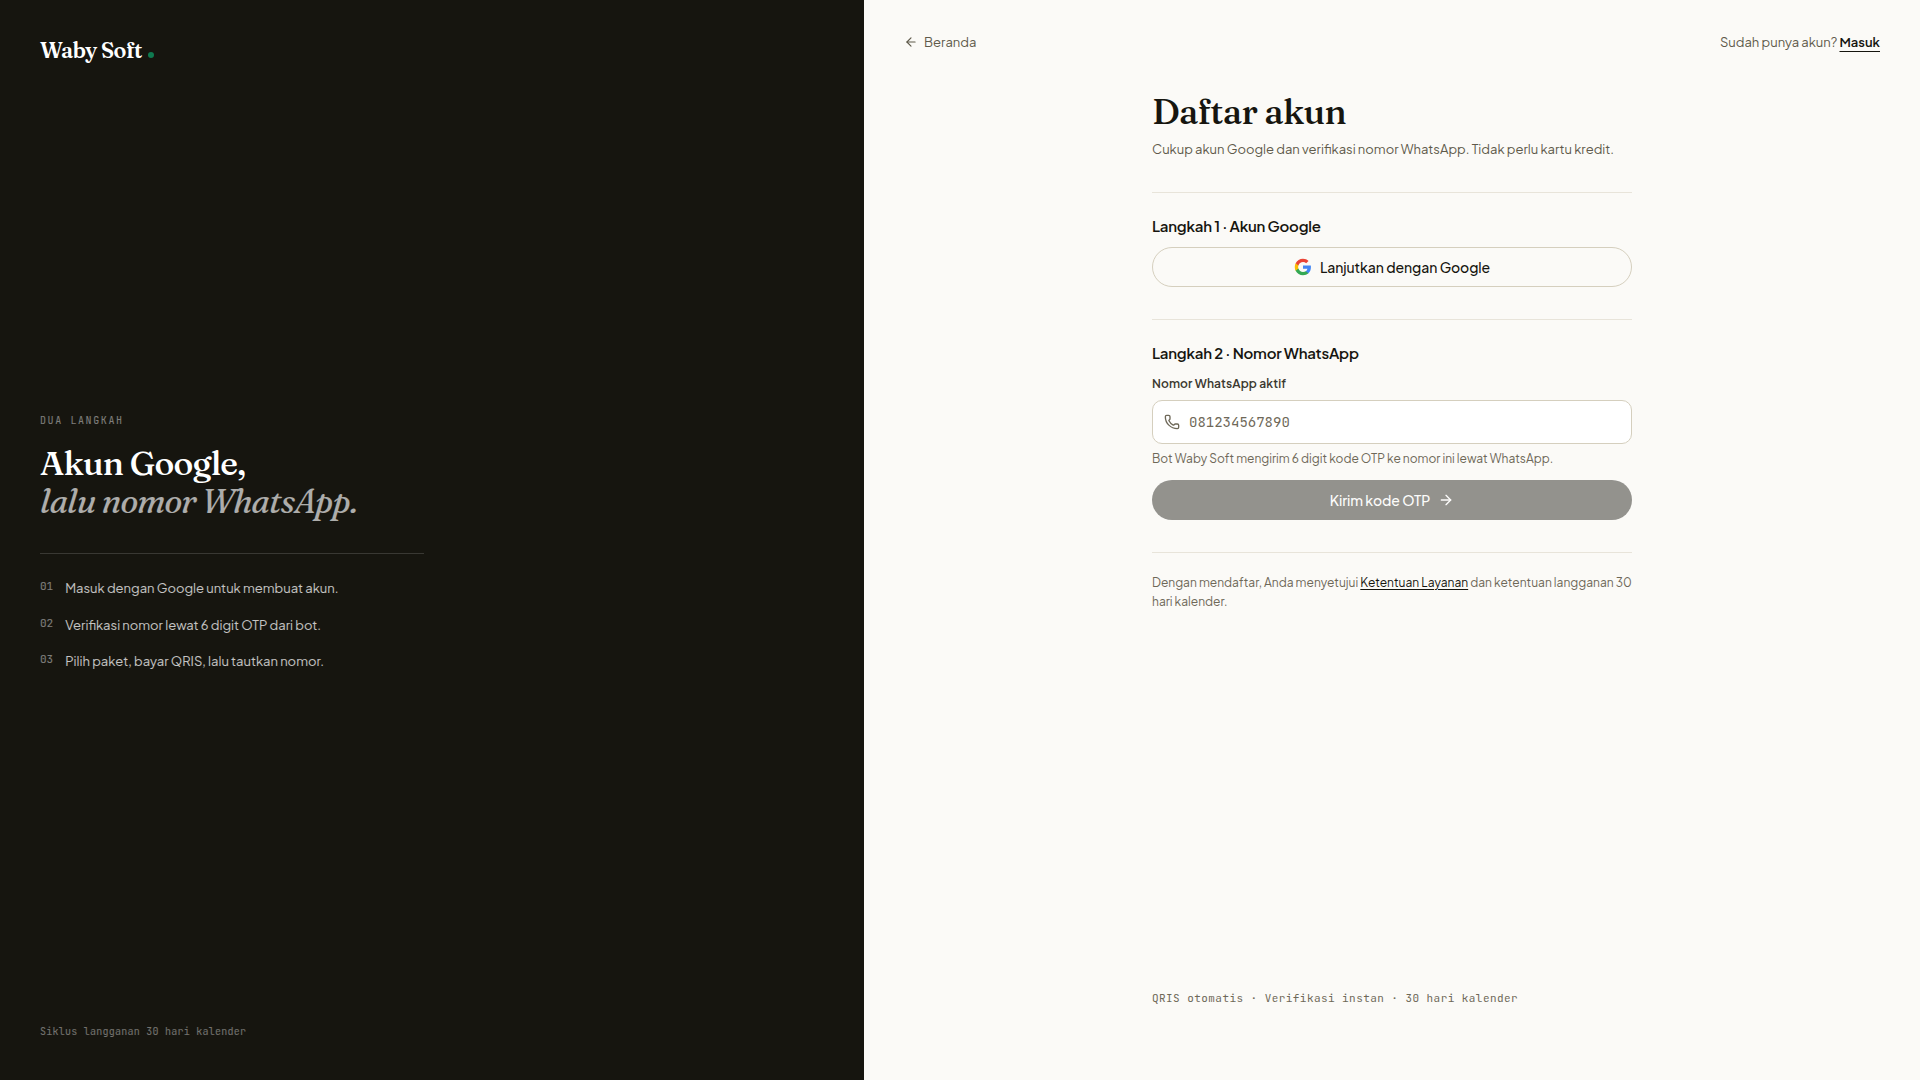 Waby Soft
DUA LANGKAH
Akun Google,
lalu nomor WhatsApp.
01 Masuk dengan Google untuk membuat akun.
02 Verifikasi nomor lewat 6 digit OTP dari bot.
03 Pilih paket, bayar QRIS, lalu tautkan nomor.
Siklus langganan 30 hari kalender
← Beranda
Sudah punya akun? Masuk
Daftar akun
Cukup akun Google dan verifikasi nomor WhatsApp. Tidak perlu kartu kredit.
Langkah 1 · Akun Google
Lanjutkan dengan Google
Langkah 2 · Nomor WhatsApp
Nomor WhatsApp aktif
081234567890
Bot Waby Soft mengirim 6 digit kode OTP ke nomor ini lewat WhatsApp.
Kirim kode OTP →
Dengan mendaftar, Anda menyetujui Ketentuan Layanan dan ketentuan langganan 30
hari kalender.
QRIS otomatis · Verifikasi instan · 30 hari kalender